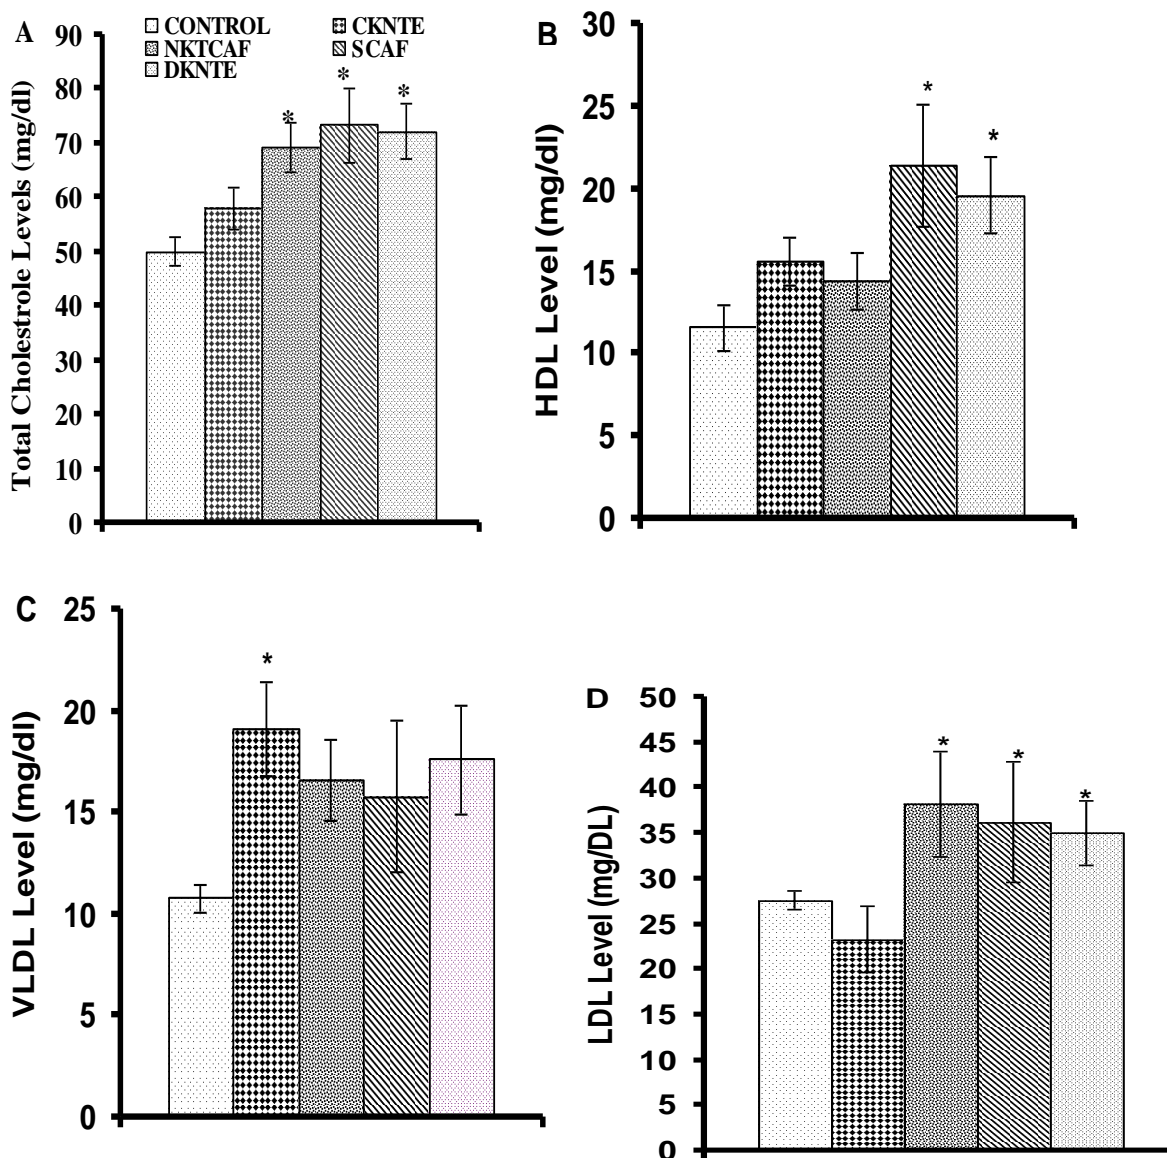 A
CONTROL CKNTE
NKTCAF SCAF
DKNTE
Total Cholestrole Levels (mg/dl)
90
80
70
60
50
40
30
20
10
0
* * *
B
HDL Level (mg/dl)
30
25
20
15
10
5
0
* *
C
VLDL Level (mg/dl)
25
20
15
10
5
0
*
D
LDL Level (mg/DL)
50
45
40
35
30
25
20
15
10
5
0
* * *